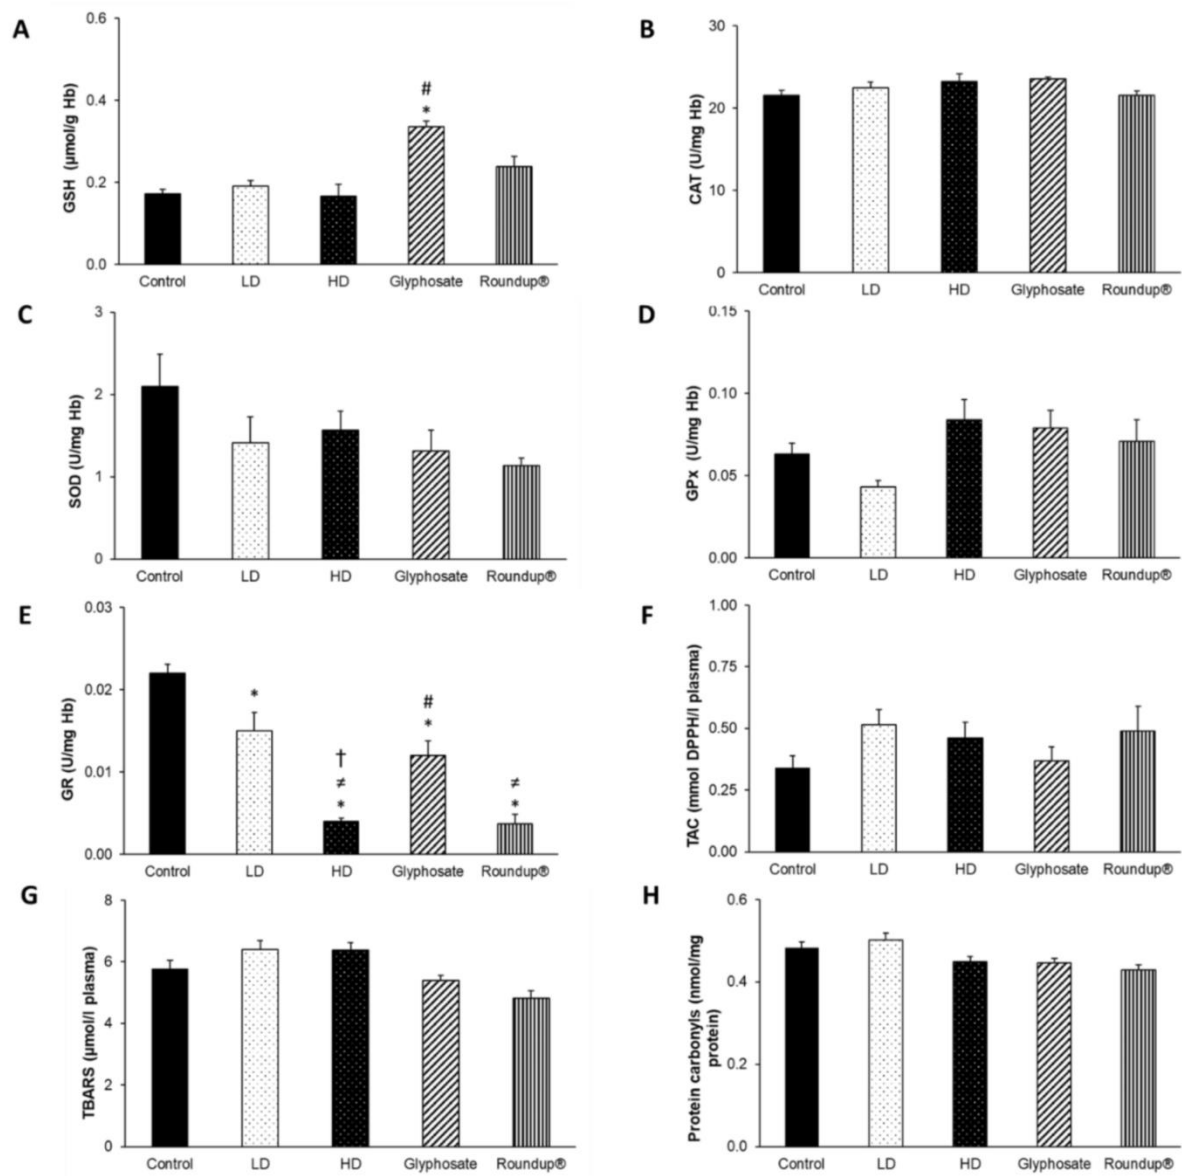 A
GSH (µmol/g Hb)
0.6
0.4
0.2
0.0
#
*
Control LD HD Glyphosate Roundup®
B
CAT (U/mg Hb)
30
20
10
0
Control LD HD Glyphosate Roundup®
C
SOD (U/mg Hb)
3
2
1
0
Control LD HD Glyphosate Roundup®
D
GPx (U/mg Hb)
0.15
0.10
0.05
0.00
Control LD HD Glyphosate Roundup®
E
GR (U/mg Hb)
0.03
0.02
0.01
0.00
*
†
≠
*
#
*
≠
*
Control LD HD Glyphosate Roundup®
F
TAC (mmol DPPH/l plasma)
1.00
0.75
0.50
0.25
0.00
Control LD HD Glyphosate Roundup®
G
TBARS (µmol/l plasma)
8
6
4
2
0
Control LD HD Glyphosate Roundup®
H
Protein carbonyls (nmol/mg
protein)
0.6
0.4
0.2
0.0
Control LD HD Glyphosate Roundup®